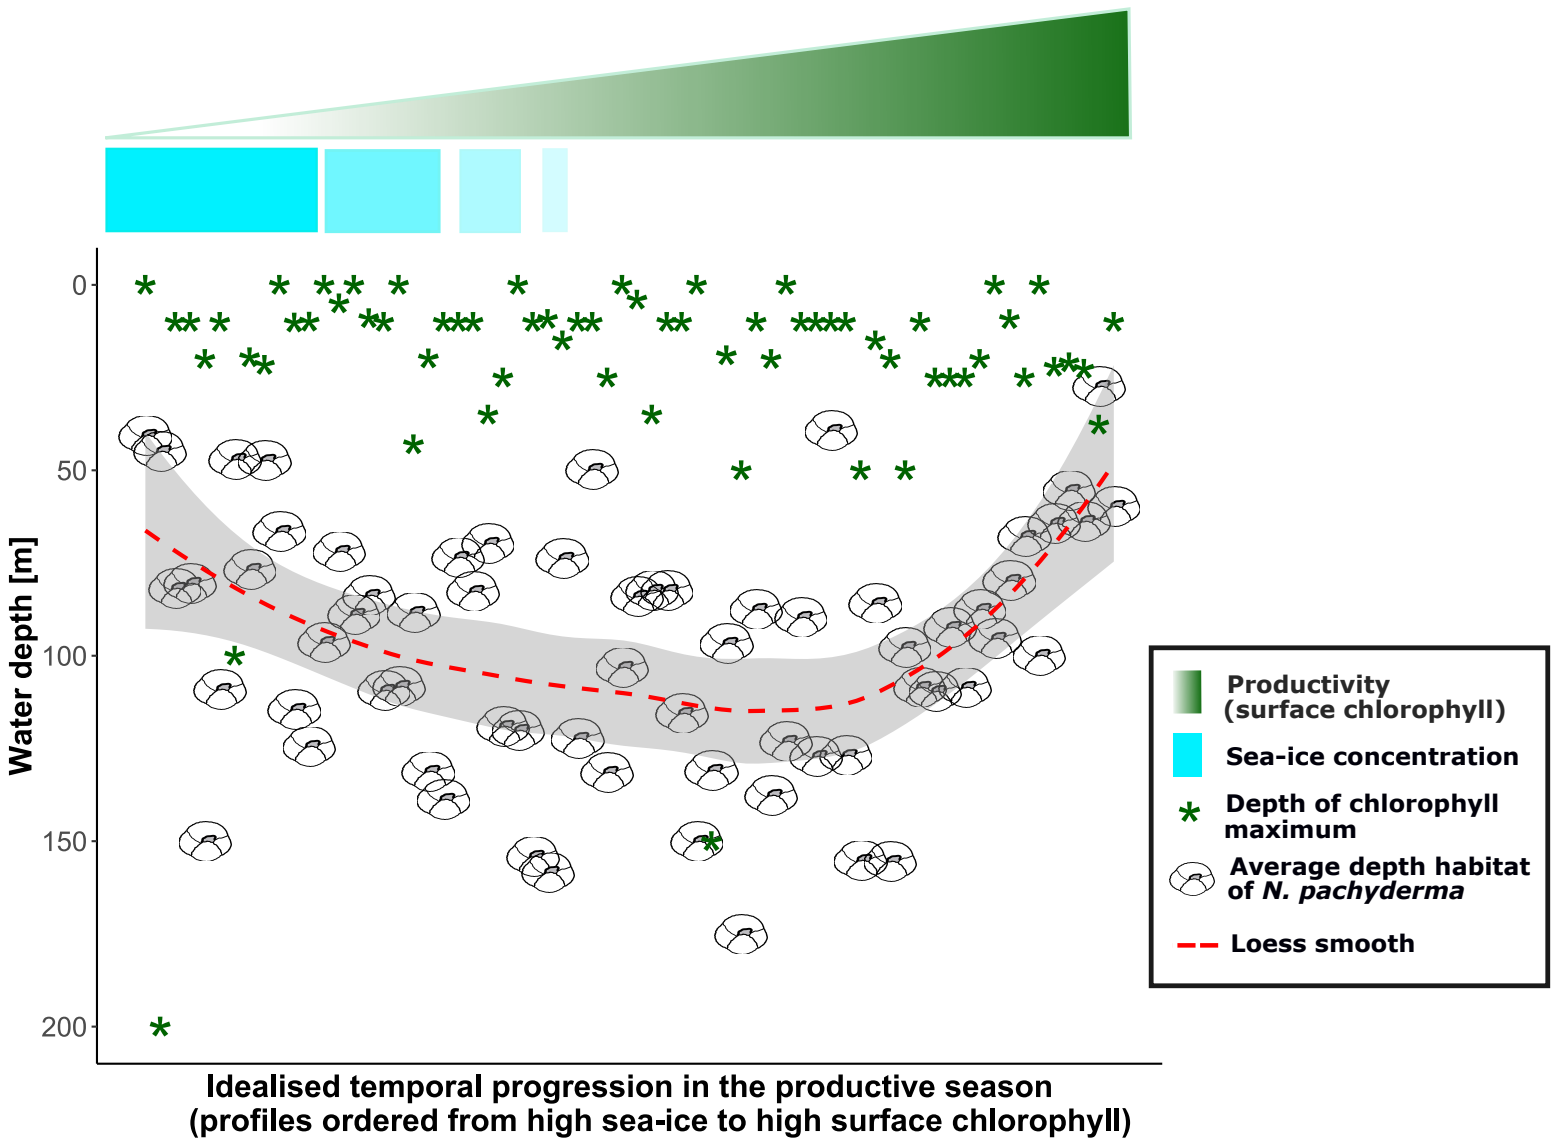 0
50
100
150
200
Water depth [m]
Idealised temporal progression in the productive season
(profiles ordered from high sea-ice to high surface chlorophyll)
Productivity
(surface chlorophyll)
Sea-ice concentration
Depth of chlorophyll
maximum
Average depth habitat
of N. pachyderma
Loess smooth